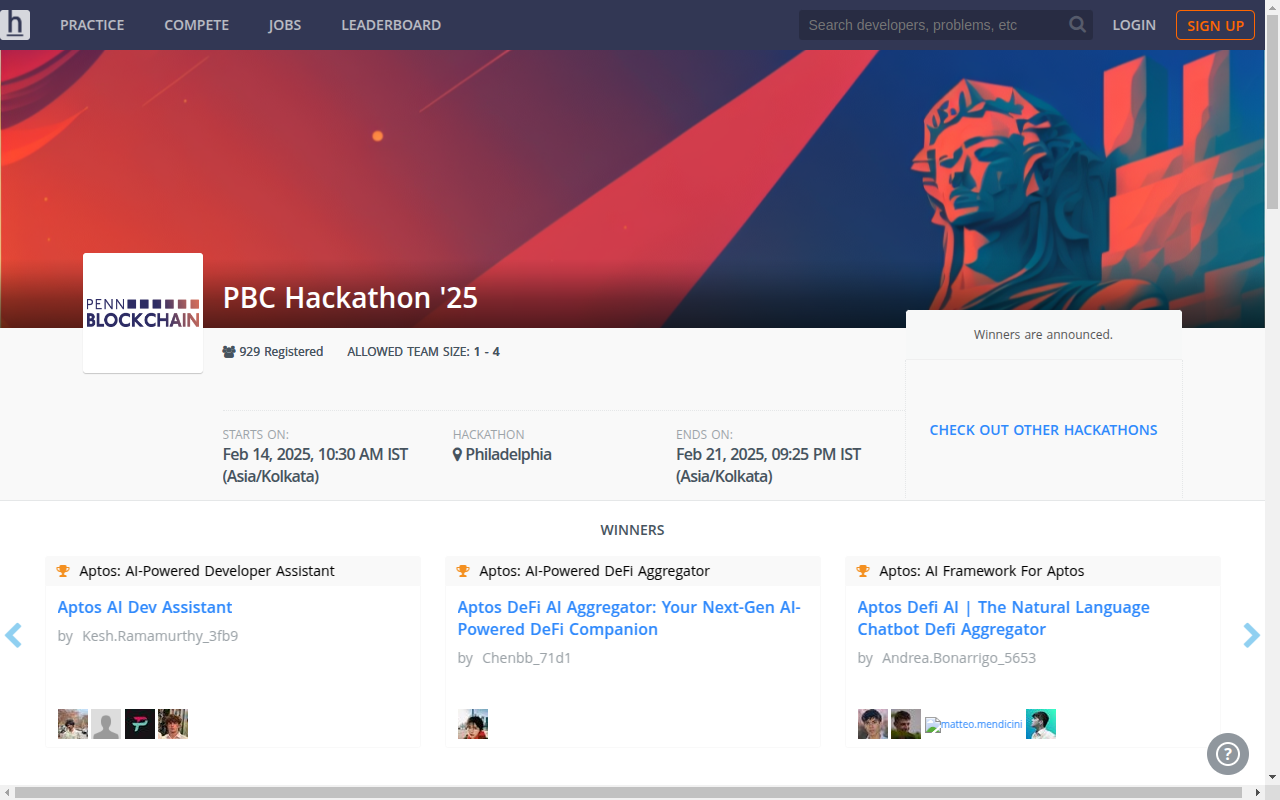 h PRACTICE COMPETE JOBS LEADERBOARD Search developers, problems, etc LOGIN SIGN UP
PENN
BLOCKCHAIN
PBC Hackathon '25
Winners are announced.
929 Registered ALLOWED TEAM SIZE: 1 - 4
CHECK OUT OTHER HACKATHONS
STARTS ON:
Feb 14, 2025, 10:30 AM IST
(Asia/Kolkata)
HACKATHON
Philadelphia
ENDS ON:
Feb 21, 2025, 09:25 PM IST
(Asia/Kolkata)
WINNERS
Aptos: AI-Powered Developer Assistant
Aptos AI Dev Assistant
by Kesh.Ramamurthy_3fb9
Aptos: AI-Powered DeFi Aggregator
Aptos DeFi AI Aggregator: Your Next-Gen AI-
Powered DeFi Companion
by Chenbb_71d1
Aptos: AI Framework For Aptos
Aptos Defi AI | The Natural Language
Chatbot Defi Aggregator
by Andrea.Bonarrigo_5653
matteo.mendicini
?